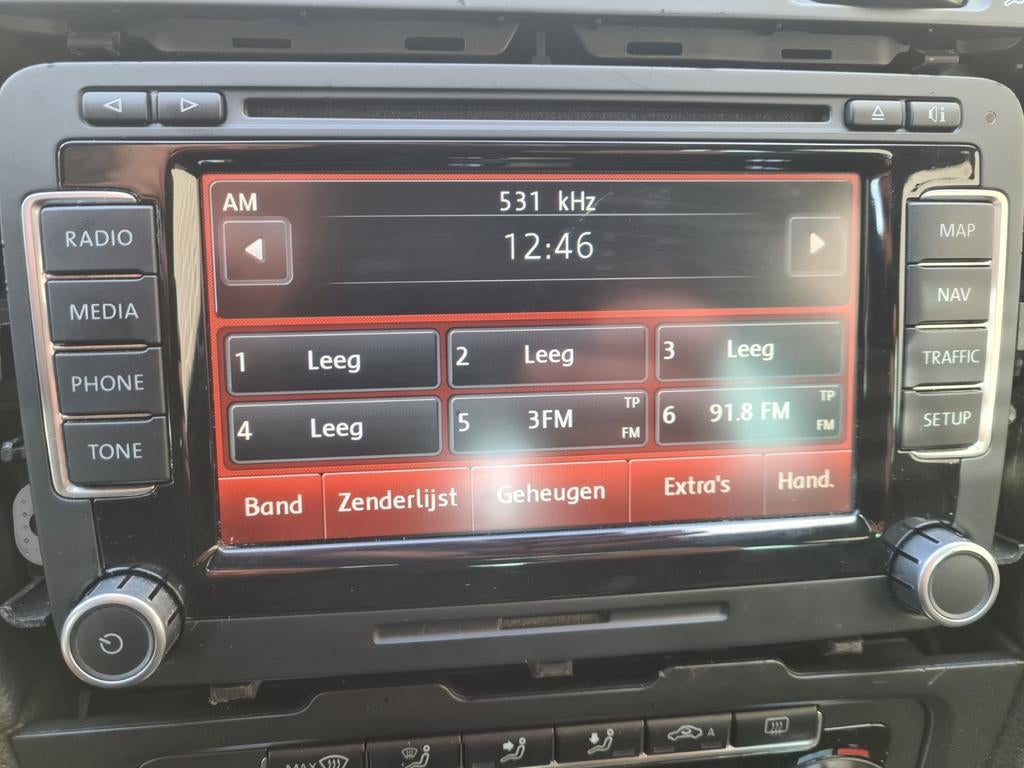 AM 531 kHz
12:46
RADIO
MEDIA
PHONE
TONE
1 Leeg
2 Leeg
3 Leeg
4 Leeg
5 3FM TP FM
6 91.8 FM TP FM
Band Zenderlijst Geheugen Extra's Hand.
MAP
NAV
TRAFFIC
SETUP
MAX
A